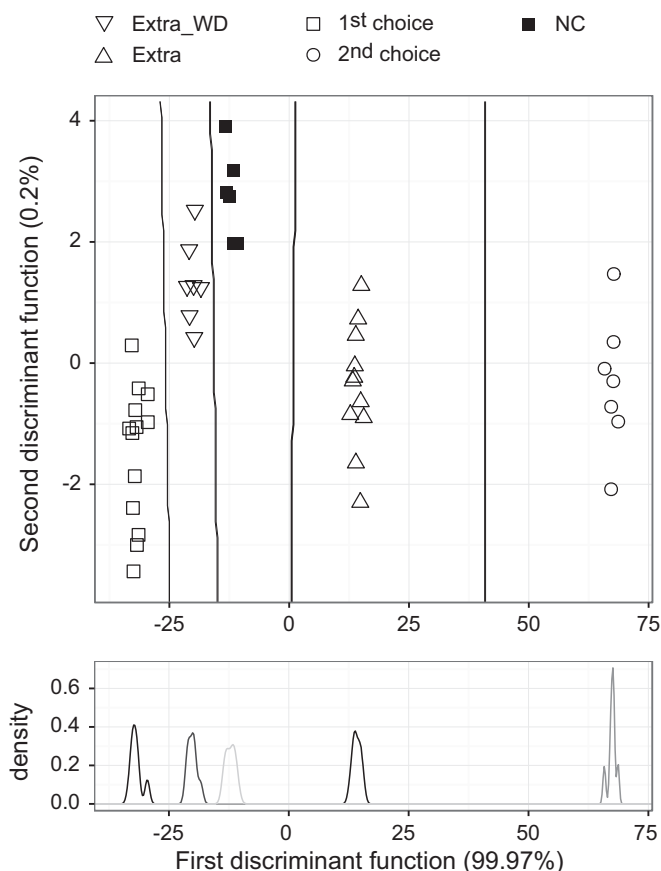 Extra_WD 1st choice NC
Extra 2nd choice
Second discriminant function (0.2%)
4
2
0
-2
-25 0 25 50 75
density
0.6
0.4
0.2
0.0
-25 0 25 50 75
First discriminant function (99.97%)